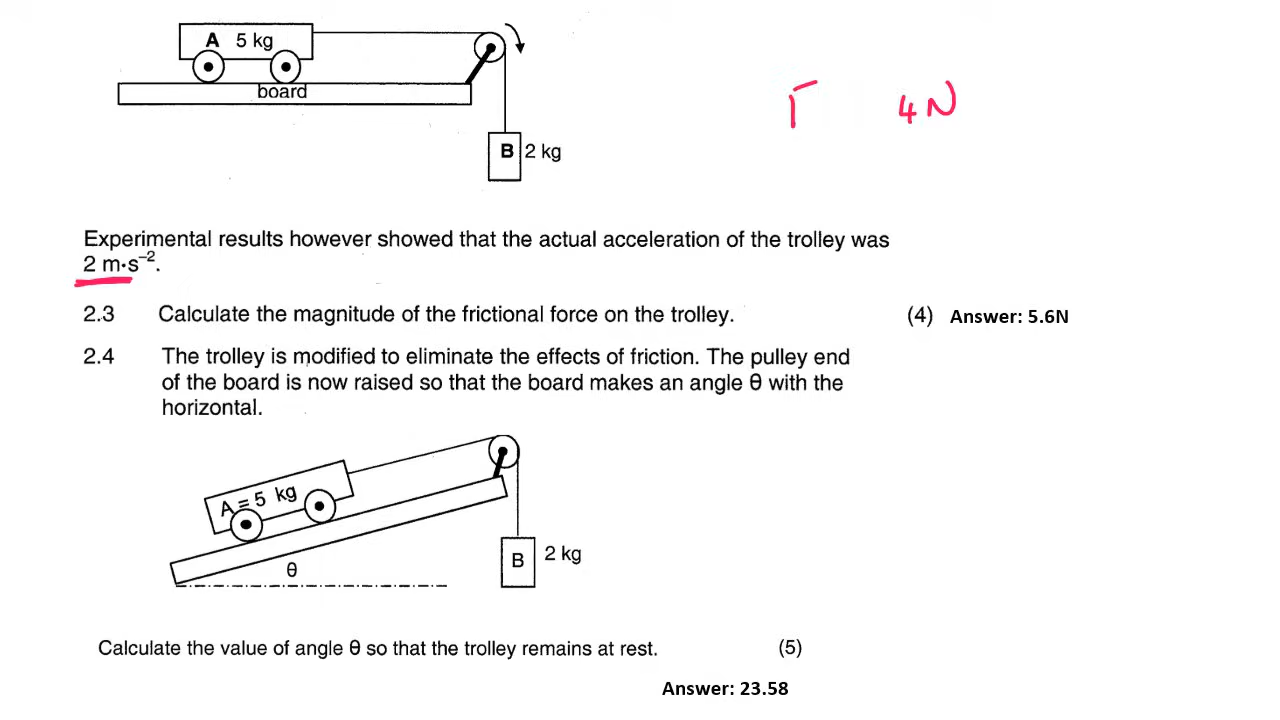 A 5 kg
board
B 2 kg
4N
Experimental results however showed that the actual acceleration of the trolley was
2 m·s⁻².
2.3 Calculate the magnitude of the frictional force on the trolley. (4) Answer: 5.6N
2.4 The trolley is modified to eliminate the effects of friction. The pulley end
of the board is now raised so that the board makes an angle θ with the
horizontal.
A = 5 kg
B 2 kg
θ
Calculate the value of angle θ so that the trolley remains at rest. (5)
Answer: 23.58